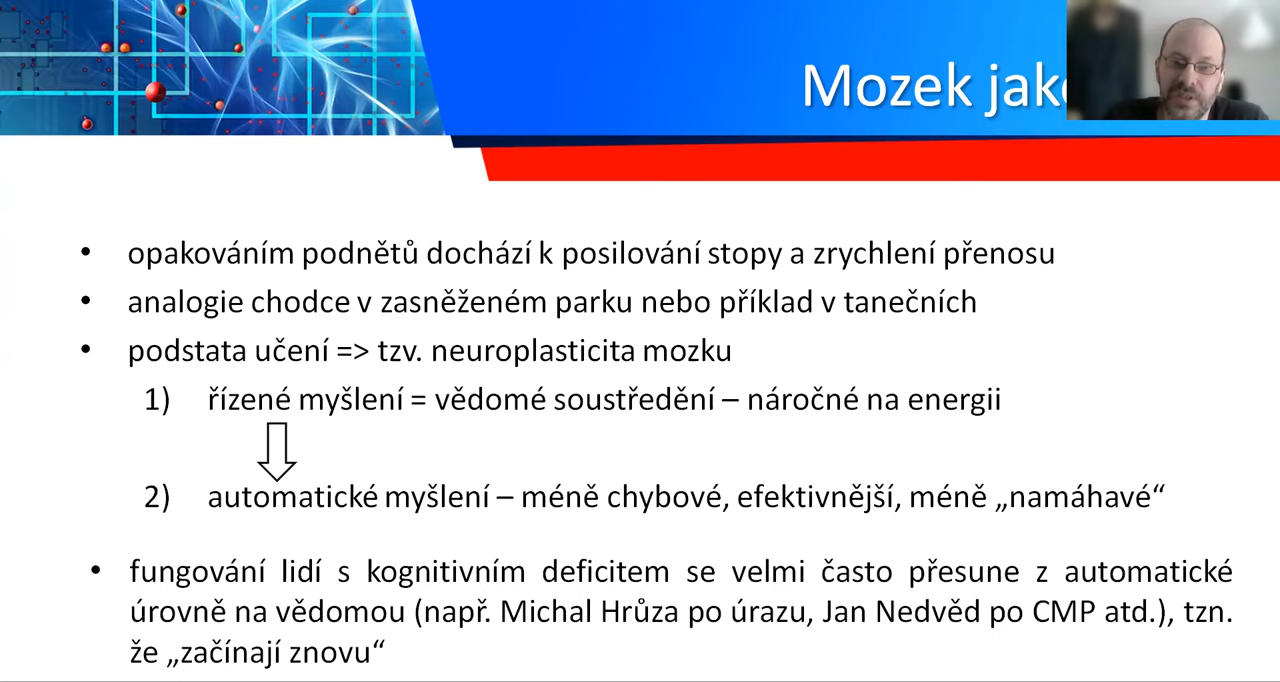 Mozek jako
• opakováním podnětů dochází k posilování stopy a zrychlení přenosu
• analogie chodce v zasněženém parku nebo příklad v tanečních
• podstata učení => tzv. neuroplasticita mozku
1) řízené myšlení = vědomé soustředění – náročné na energii
2) automatické myšlení – méně chybové, efektivnější, méně „namáhavé“
• fungování lidí s kognitivním deficitem se velmi často přesune z automatické
úrovně na vědomou (např. Michal Hrůza po úrazu, Jan Nedvěd po CMP atd.), tzn.
že „začínají znovu“